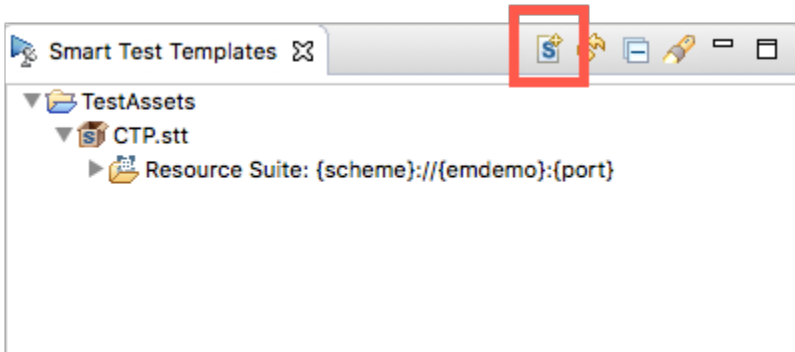 Smart Test Templates
S
TestAssets
S CTP.stt
Resource Suite: {scheme}://{emdemo}:{port}